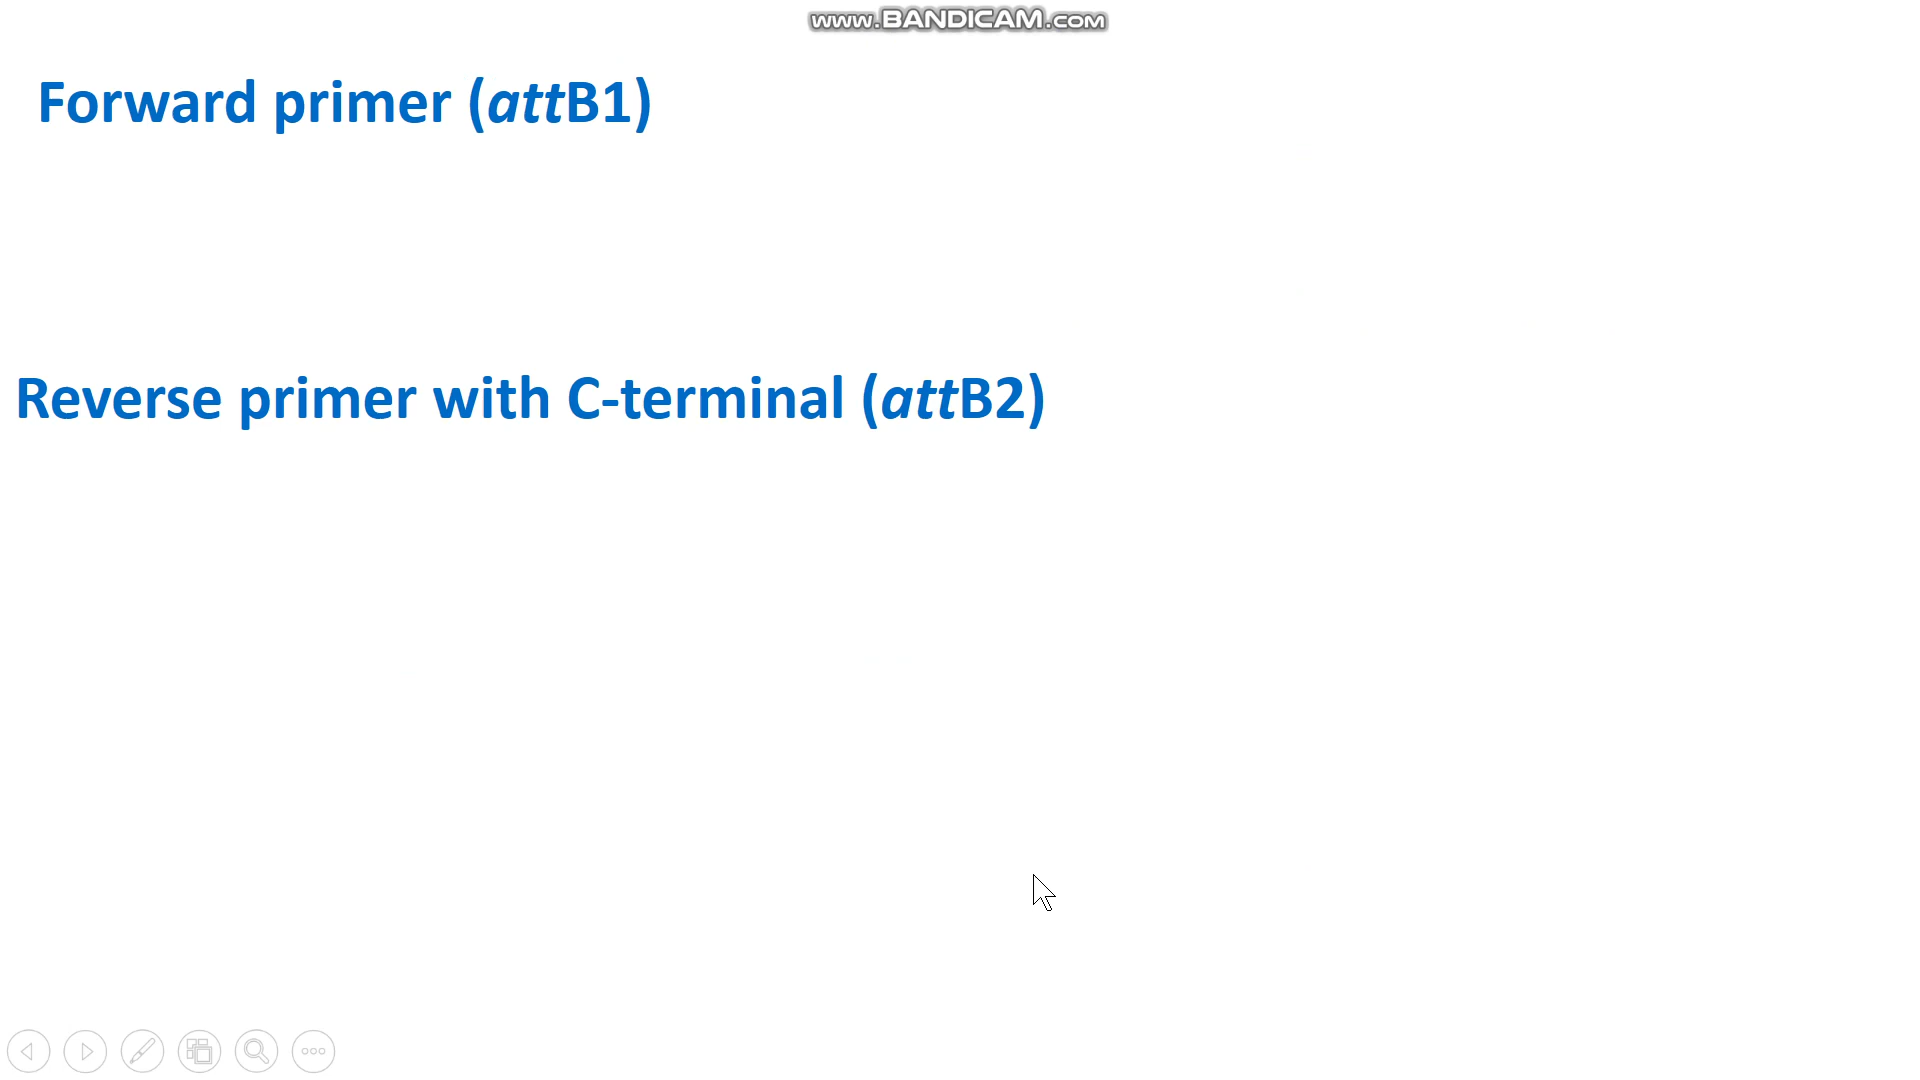 www.BANDICAM.com
Forward primer (attB1)
Reverse primer with C-terminal (attB2)